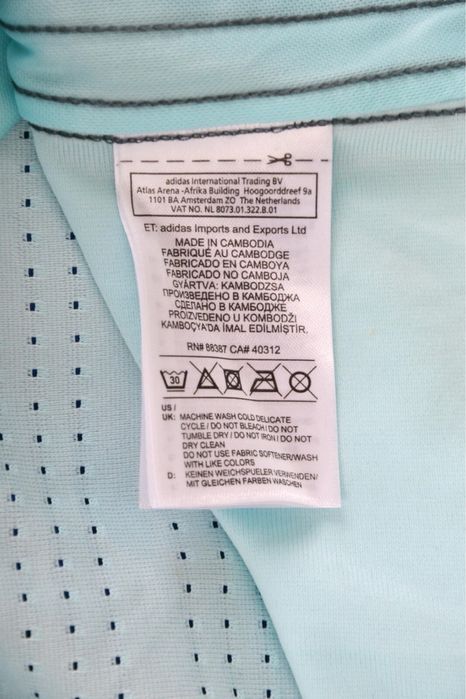 adidas International Trading BV
Atlas Arena -Afrika Building Hoogoorddreef 9a
1101 BA Amsterdam ZO The Netherlands
VAT NO. NL 8073.01.322.B.01
ET: adidas Imports and Exports Ltd
MADE IN CAMBODIA
FABRIQUÉ AU CAMBODGE
FABRICADO EN CAMBOYA
FABRICADO NO CAMBOJA
GYÁRTVA: KAMBODZSA
ПРОИЗВЕДЕНО В КАМБОДЖА
СДЕЛАНО В КАМБОДЖЕ
PROIZVEDENO U KOMBODŽI
KAMBOÇYA'DA İMAL EDİLMİŞTİR.
RN# 88387 CA# 40312
30
US /
UK: MACHINE WASH COLD DELICATE
CYCLE / DO NOT BLEACH / DO NOT
TUMBLE DRY / DO NOT IRON / DO NOT
DRY CLEAN
DO NOT USE FABRIC SOFTENER/WASH
WITH LIKE COLORS
D: KEINEN WEICHSPUELER VERWENDEN/
MIT GLEICHEN FARBEN WASCHEN